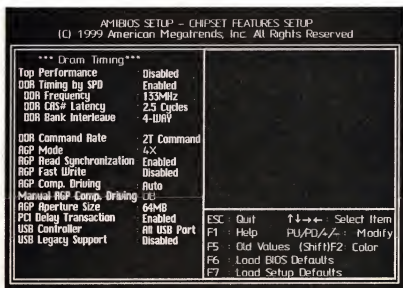 AMIBIOS SETUP – CHIPSET FEATURES SETUP
(C) 1999 American Megatrends, Inc. All Rights Reserved
*** Dram Timing***
Top Performance : Disabled
DDR Timing by SPD : Enabled
DDR Frequency : 133MHz
DDR CAS# Latency : 2.5 Cycles
DDR Bank Interleave : 4-WAY
DDR Command Rate : 2T Command
AGP Mode : 4X
AGP Read Synchronization : Enabled
AGP Fast Write : Disabled
AGP Comp. Driving : Auto
Manual AGP Comp. Driving :
AGP Aperture Size : 64MB
PCI Delay Transaction : Enabled
USB Controller : All USB Port
USB Legacy Support : Disabled
ESC : Quit ↑↓→← : Select Item
F1 : Help PU/PD/+/- : Modify
F5 : Old Values (Shift)F2 : Color
F6 : Load BIOS Defaults
F7 : Load Setup Defaults